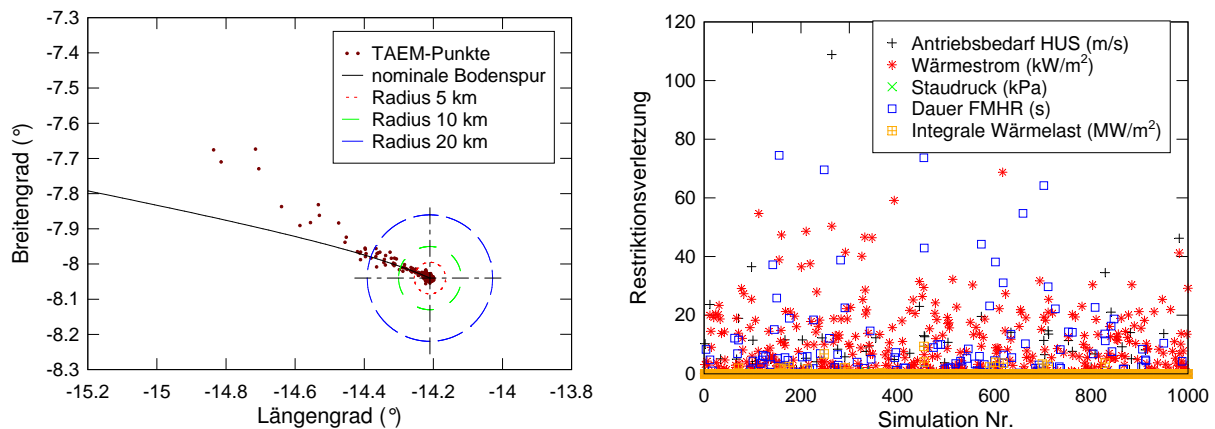 -7.3
-7.4
-7.5
-7.6
-7.7
-7.8
-7.9
-8
-8.1
-8.2
-8.3
Breitengrad (°)
-15.2
-15
-14.8
-14.6
-14.4
-14.2
-14
-13.8
Längengrad (°)
TAEM-Punkte
nominale Bodenspur
Radius 5 km
Radius 10 km
Radius 20 km
120
100
80
60
40
20
0
Restriktionsverletzung
0
200
400
600
800
1000
Simulation Nr.
Antriebsbedarf HUS (m/s)
Wärmestrom (kW/m²)
Staudruck (kPa)
Dauer FMHR (s)
Integrale Wärmelast (MW/m²)